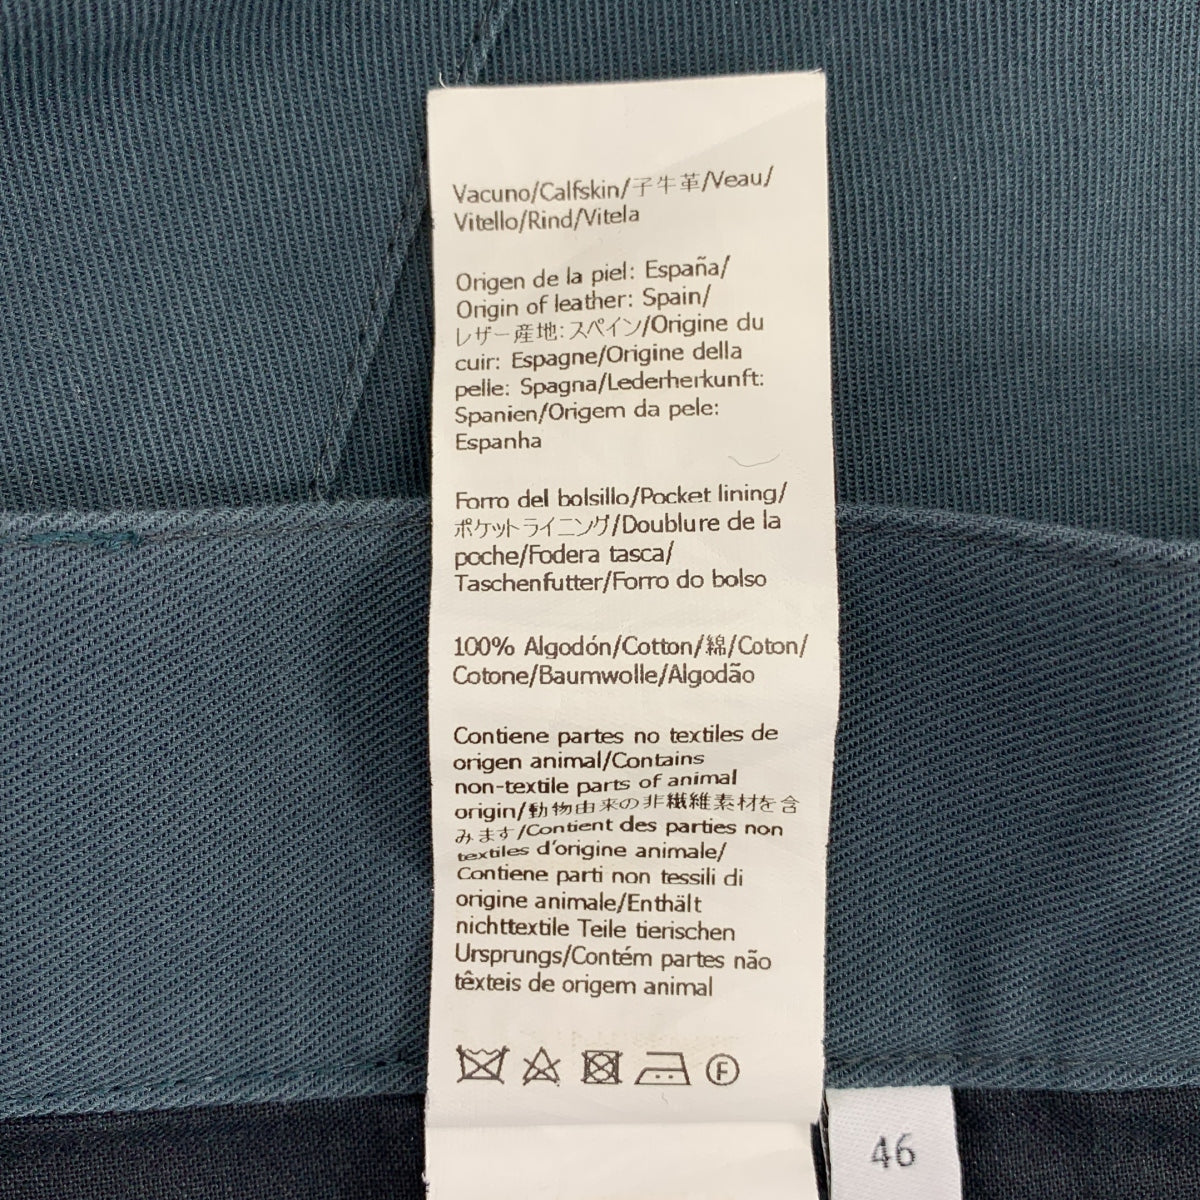 Vacuno/Calfskin/子牛革/Veau/
Vitello/Rind/Vitela
Origen de la piel: España/
Origin of leather: Spain/
レザー産地:スペイン/Origine du
cuir: Espagne/Origine della
pelle: Spagna/Lederherkunft:
Spanien/Origem da pele:
Espanha
Forro del bolsillo/Pocket lining/
ポケットライニング/Doublure de la
poche/Fodera tasca/
Taschenfutter/Forro do bolso
100% Algodón/Cotton/綿/Coton/
Cotone/Baumwolle/Algodão
Contiene partes no textiles de
origen animal/Contains
non-textile parts of animal
origin/動物由来の非繊維素材を含
みます/Contient des parties non
textiles d'origine animale/
Contiene parti non tessili di
origine animale/Enthält
nichttextile Teile tierischen
Ursprungs/Contém partes não
têxteis de origem animal
F
46